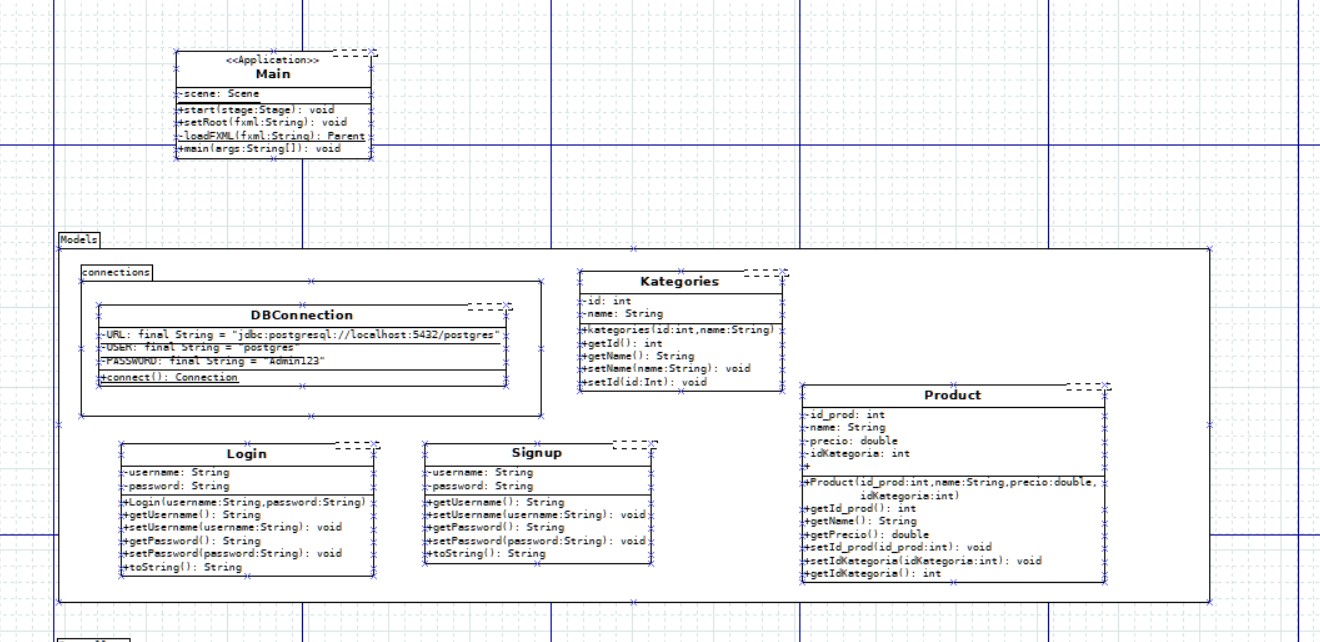 <<Application>>
Main
-scene: Scene
+start(stage:Stage): void
+setRoot(fxml:String): void
-loadFXML(fxml:String): Parent
+main(args:String[]): void
Models
connections
DBConnection
-URL: final String = "jdbc:postgresql://localhost:5432/postgres"
-USER: final String = "postgres"
-PASSWORD: final String = "Admin123"
+connect(): Connection
Kategories
-id: int
-name: String
+kategories(id:int,name:String)
+getId(): int
+getName(): String
+setName(name:String): void
+setId(id:Int): void
Login
-username: String
-password: String
+Login(username:String,password:String)
+getUsername(): String
+setUsername(username:String): void
+getPassword(): String
+setPassword(password:String): void
+toString(): String
Signup
-username: String
-password: String
+getUsername(): String
+setUsername(username:String): void
+getPassword(): String
+setPassword(password:String): void
+toString(): String
Product
-id_prod: int
-name: String
-precio: double
-idKategoria: int
+
+Product(id_prod:int,name:String,precio:double,
idKategoria:int)
+getId_prod(): int
+getName(): String
+getPrecio(): double
+setId_prod(id_prod:int): void
+setIdKategoria(idKategoria:int): void
+getIdKategoria(): int